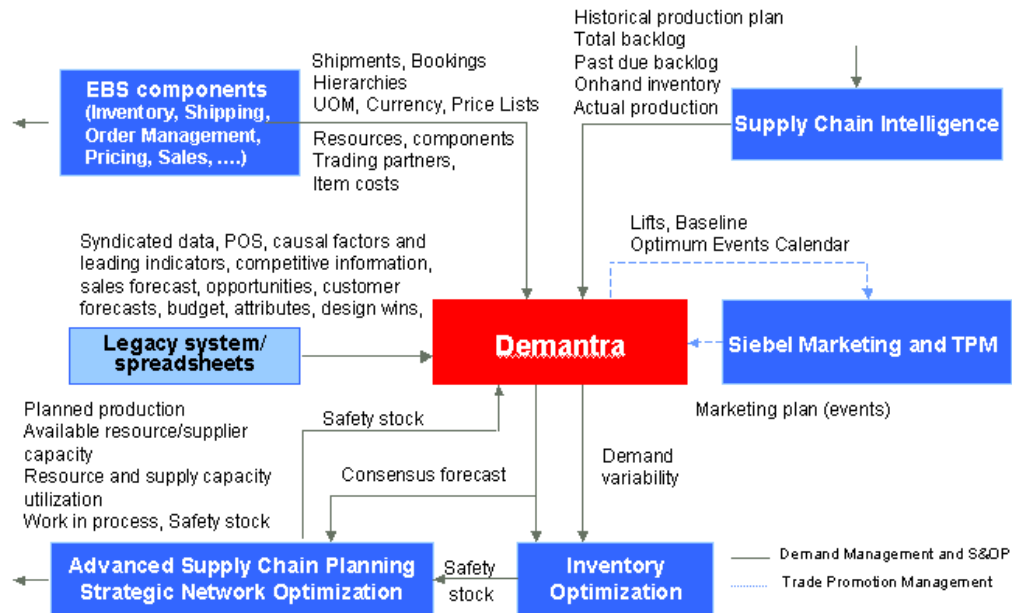 Historical production plan
Total backlog
Past due backlog
Onhand inventory
Actual production
Shipments, Bookings
Hierarchies
UOM, Currency, Price Lists
EBS components
(Inventory, Shipping,
Order Management,
Pricing, Sales, ....)
Resources, components
Trading partners,
Item costs
Supply Chain Intelligence
Lifts, Baseline
Optimum Events Calendar
Syndicated data, POS, causal factors and
leading indicators, competitive information,
sales forecast, opportunities, customer
forecasts, budget, attributes, design wins,
Legacy system/
spreadsheets
Demantra
Siebel Marketing and TPM
Marketing plan (events)
Planned production
Available resource/supplier
capacity
Resource and supply capacity
utilization
Work in process, Safety stock
Safety stock
Consensus forecast
Demand
variability
Advanced Supply Chain Planning
Strategic Network Optimization
Safety
stock
Inventory
Optimization
Demand Management and S&OP
Trade Promotion Management